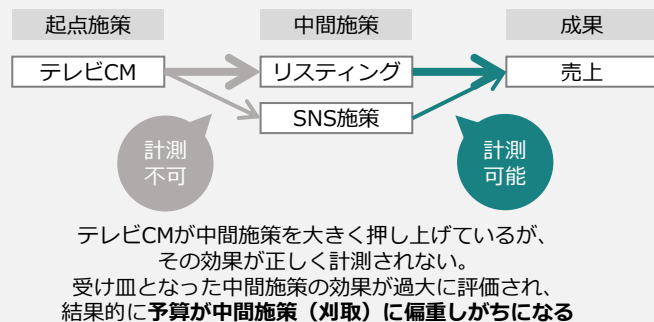 起点施策
中間施策
成果
テレビCM
リスティング
売上
SNS施策
計測
不可
計測
可能
テレビCMが中間施策を大きく押し上げているが、
その効果が正しく計測されない。
受け皿となった中間施策の効果が過大に評価され、
結果的に予算が中間施策（刈取）に偏重しがちになる